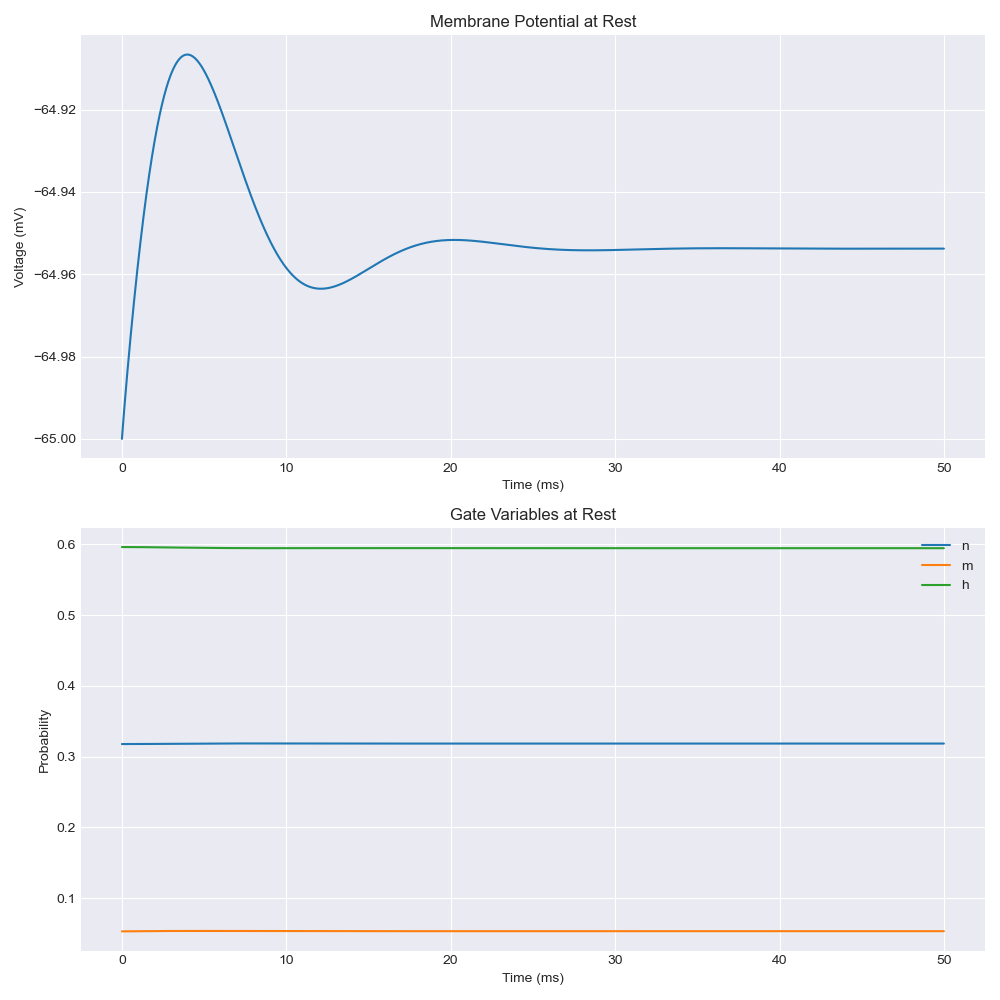 Membrane Potential at Rest
Voltage (mV)
−64.92
−64.94
−64.96
−64.98
−65.00
0 10 20 30 40 50
Time (ms)
Gate Variables at Rest
Probability
0.6
0.5
0.4
0.3
0.2
0.1
n
m
h
0 10 20 30 40 50
Time (ms)